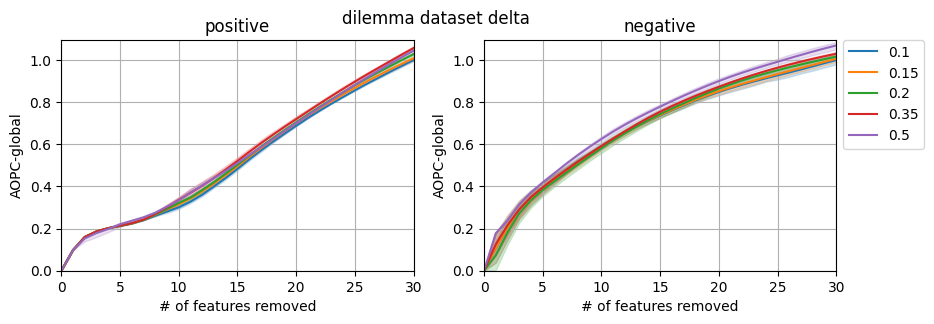 dilemma dataset delta
positive
AOPC-global
1.0
0.8
0.6
0.4
0.2
0.0
0 5 10 15 20 25 30
# of features removed
negative
AOPC-global
1.0
0.8
0.6
0.4
0.2
0.0
0 5 10 15 20 25 30
# of features removed
0.1
0.15
0.2
0.35
0.5